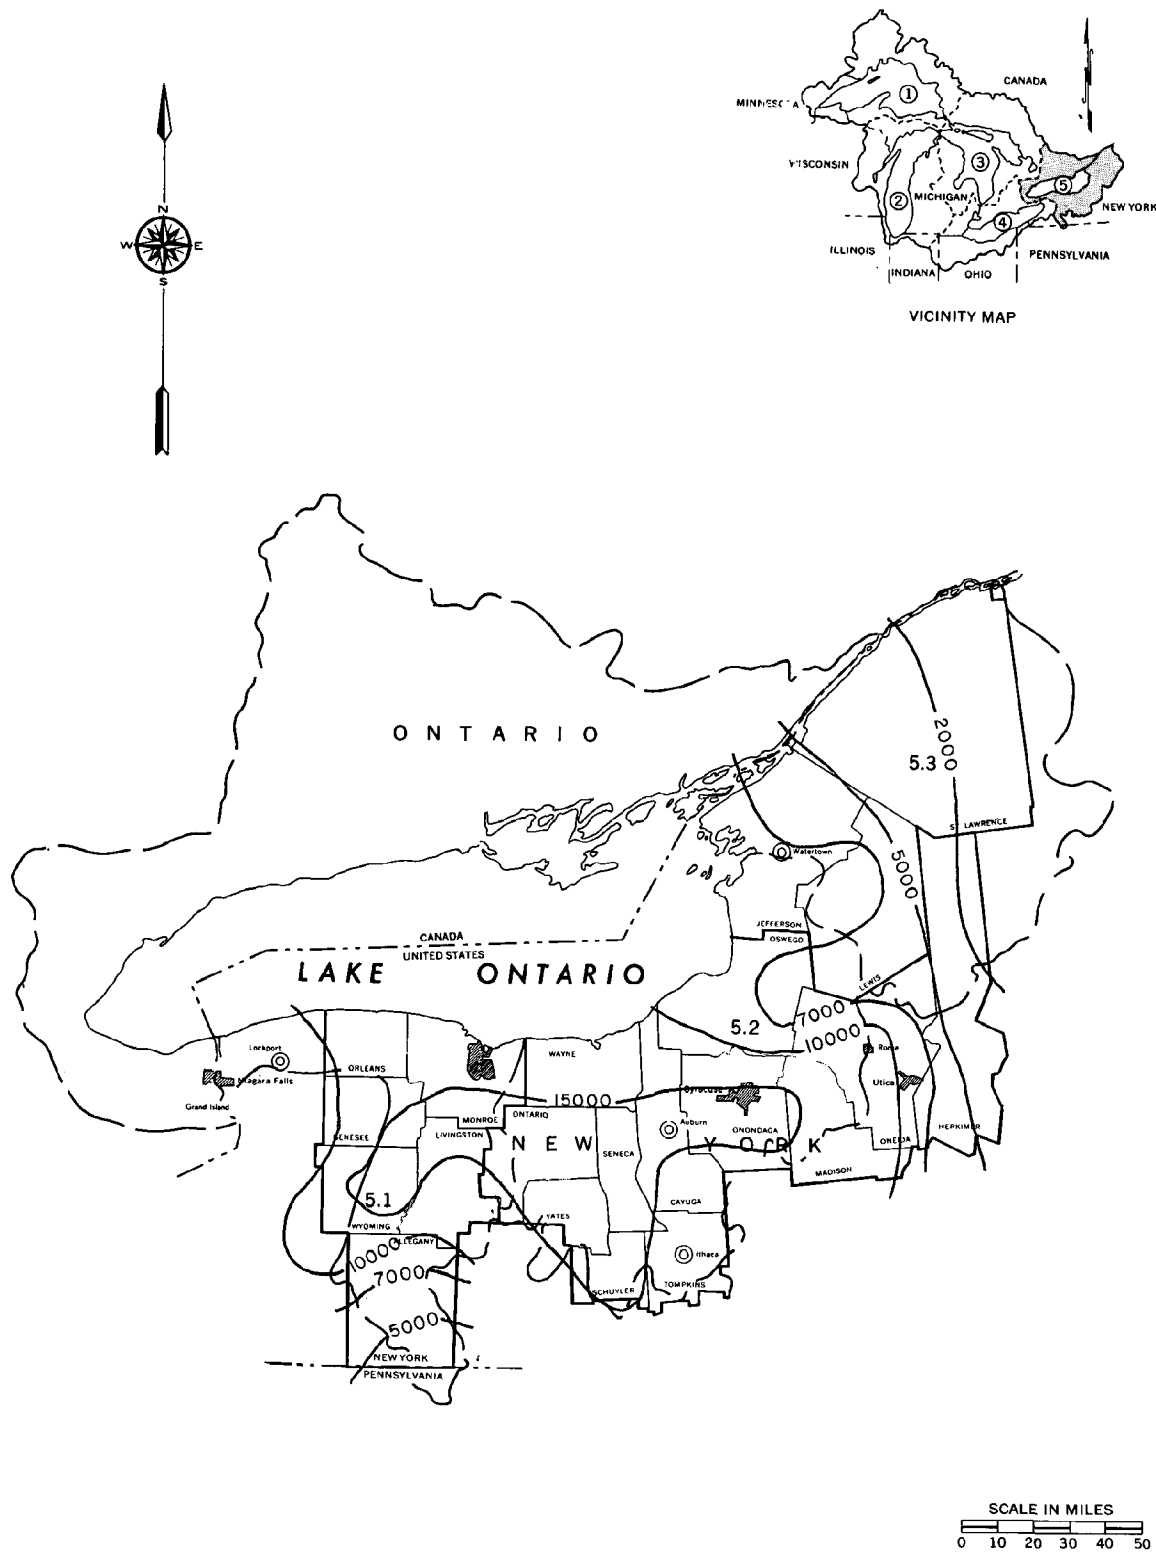 CANADA
MINNESOTA
①
WISCONSIN
③
⑤
②
MICHIGAN
NEW YORK
④
ILLINOIS
PENNSYLVANIA
INDIANA
OHIO
VICINITY MAP
N
W
E
S
ONTARIO
2000
5.3
ST. LAWRENCE
Watertown
5000
JEFFERSON
OSWEGO
CANADA
UNITED STATES
LAKE ONTARIO
LEWIS
7000
5.2
10000
Lockport
WAYNE
Rome
ORLEANS
Niagara Falls
Utica
Syracuse
15000
Grand Island
MONROE
ONTARIO
Auburn
ONONDAGA
HERKIMER
GENESEE
LIVINGSTON
NEW YORK
ONEIDA
SENECA
MADISON
5.1
CAYUGA
YATES
WYOMING
ALLEGANY
10000
Ithaca
7000
TOMPKINS
SCHUYLER
5000
NEW YORK
PENNSYLVANIA
SCALE IN MILES
0 10 20 30 40 50